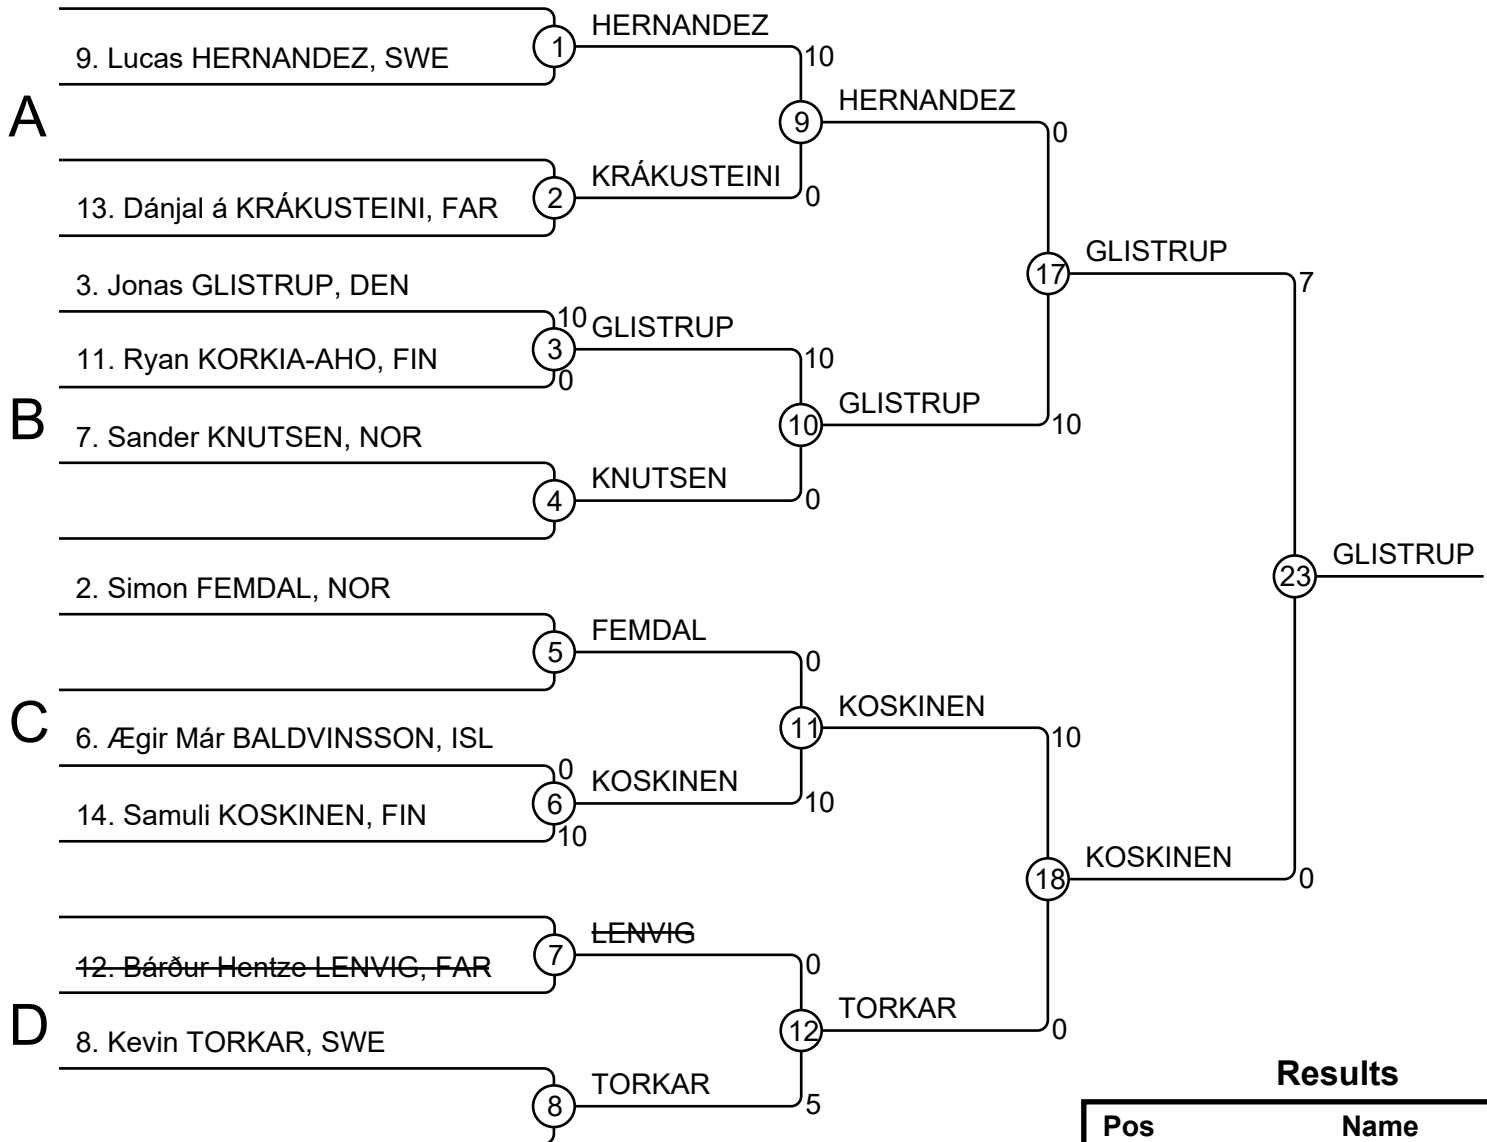 HERNANDEZ
1
10
9. Lucas HERNANDEZ, SWE
HERNANDEZ
A
9
0
KRÁKUSTEINI
2
0
13. Dánjal á KRÁKUSTEINI, FAR
GLISTRUP
17
7
3. Jonas GLISTRUP, DEN
10
GLISTRUP
3
10
11. Ryan KORKIA-AHO, FIN
0
GLISTRUP
B
10
10
7. Sander KNUTSEN, NOR
KNUTSEN
4
0
GLISTRUP
23
2. Simon FEMDAL, NOR
FEMDAL
5
0
KOSKINEN
C
11
10
6. Ægir Már BALDVINSSON, ISL
0
KOSKINEN
6
10
14. Samuli KOSKINEN, FIN
10
KOSKINEN
18
0
LENVIG
7
0
12. Bárður Hentze LENVIG, FAR
TORKAR
D
12
0
8. Kevin TORKAR, SWE
TORKAR
8
5
Results
Pos Name